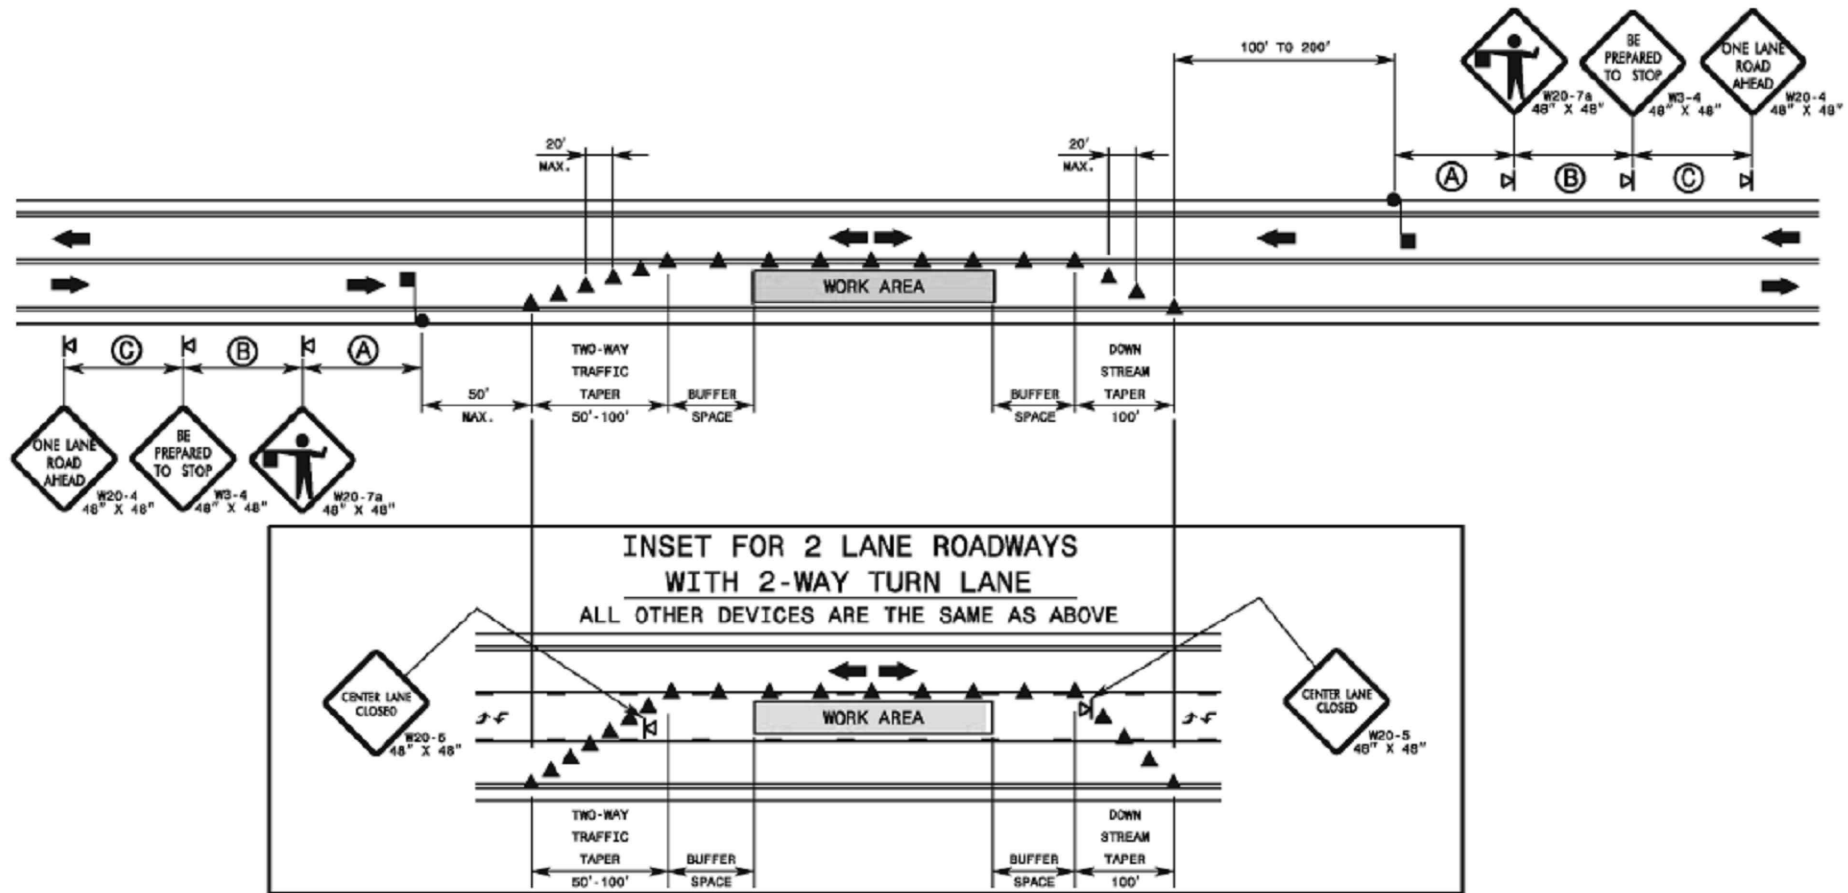 100' TO 200'
BE
PREPARED
TO STOP
ONE LANE
ROAD
AHEAD
W20-7a
48" X 48"
W3-4
48" X 48"
W20-4
48" X 48"
20'
MAX.
20'
MAX.
A
B
C
WORK AREA
C
B
A
50'
MAX.
TWO-WAY
TRAFFIC
TAPER
50'-100'
BUFFER
SPACE
BUFFER
SPACE
DOWN
STREAM
TAPER
100'
ONE LANE
ROAD
AHEAD
W20-4
48" X 48"
BE
PREPARED
TO STOP
W3-4
48" X 48"
W20-7a
48" X 48"
INSET FOR 2 LANE ROADWAYS
WITH 2-WAY TURN LANE
ALL OTHER DEVICES ARE THE SAME AS ABOVE
CENTER LANE
CLOSED
W20-5
48" X 48"
WORK AREA
CENTER LANE
CLOSED
W20-5
48" X 48"
TWO-WAY
TRAFFIC
TAPER
50'-100'
BUFFER
SPACE
BUFFER
SPACE
DOWN
STREAM
TAPER
100'